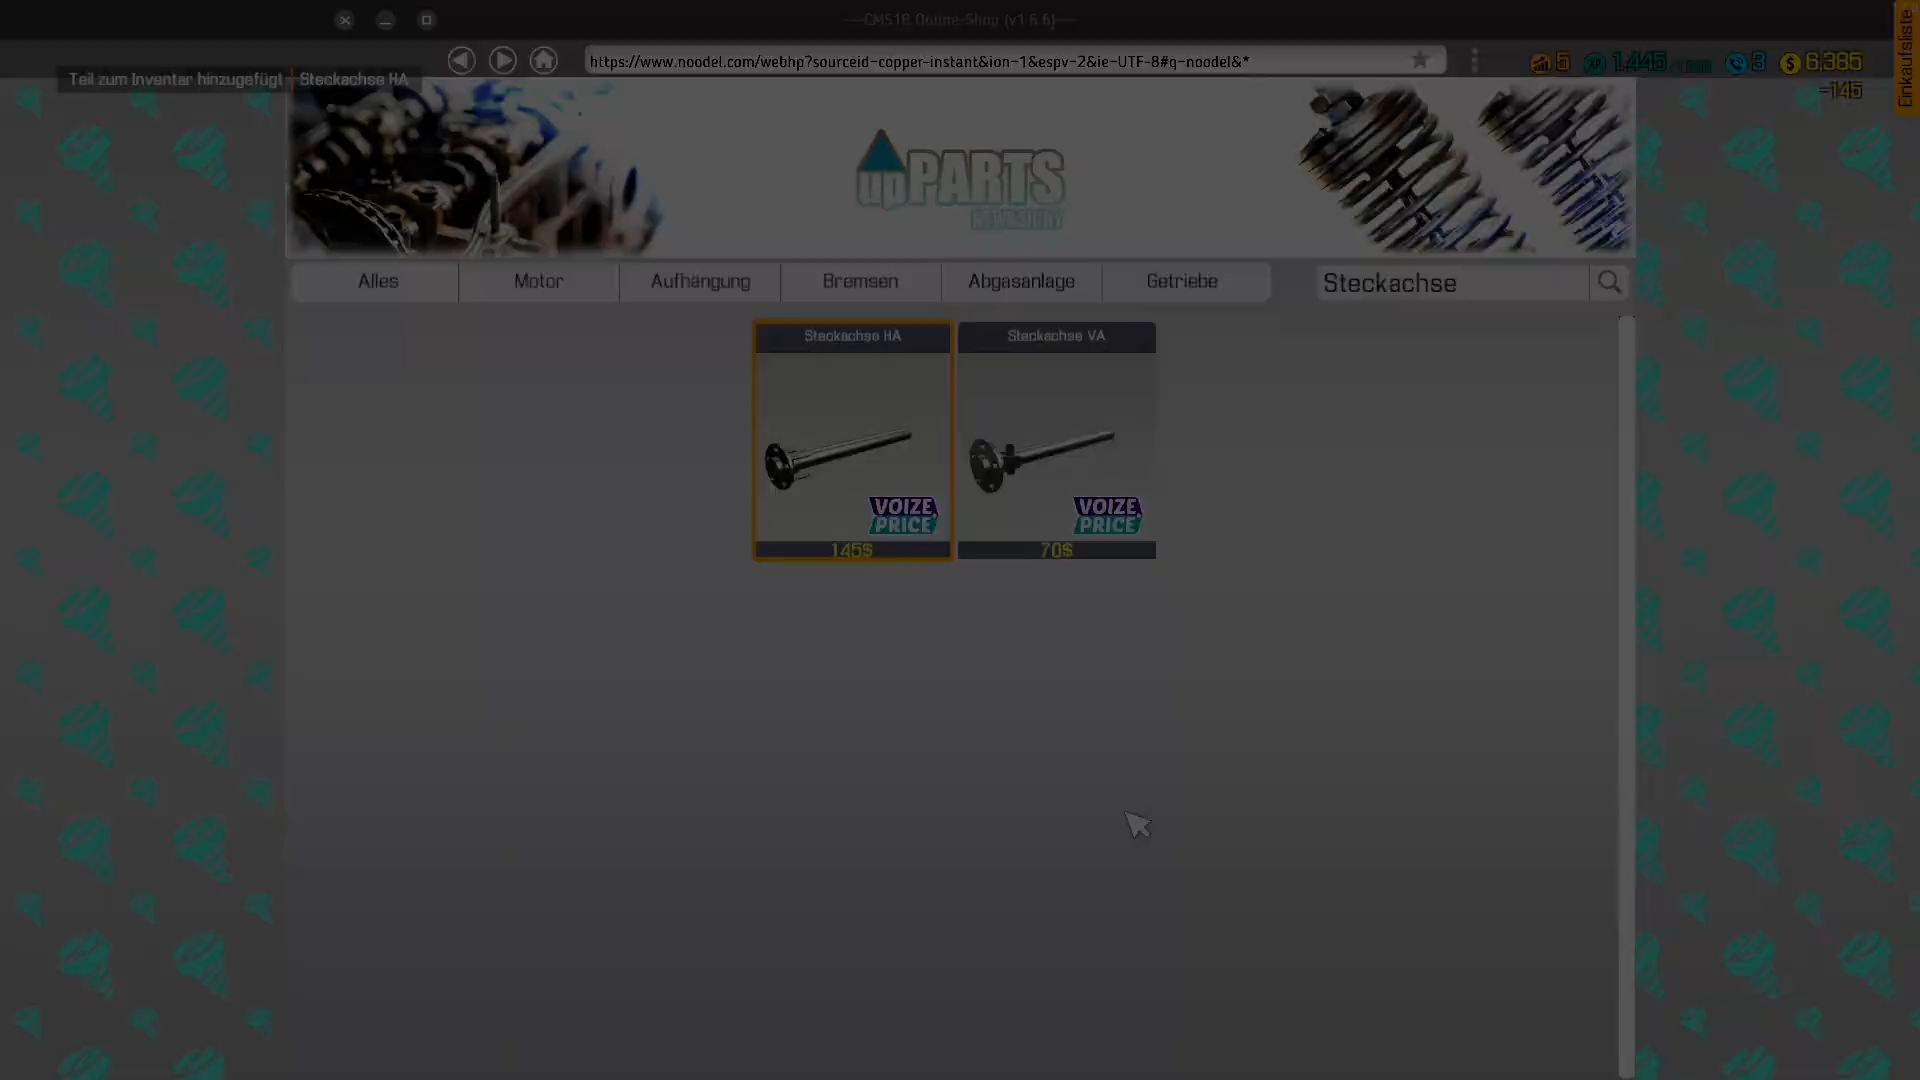 CMS18 Online-Shop (v1.6.6)
https://www.noodel.com/webhp?sourceid-copper-instant&ion-1&espv-2&ie-UTF-8#q-noodel&*
5
1.445
3
6.385
-145
Einkaufsliste
Teil zum Inventar hinzugefügt
Steckachse HA
upPARTS
Alles
Motor
Aufhängung
Bremsen
Abgasanlage
Getriebe
Steckachse
Steckachse HA
Steckachse VA
VOIZE
PRICE
VOIZE
PRICE
145$
70$